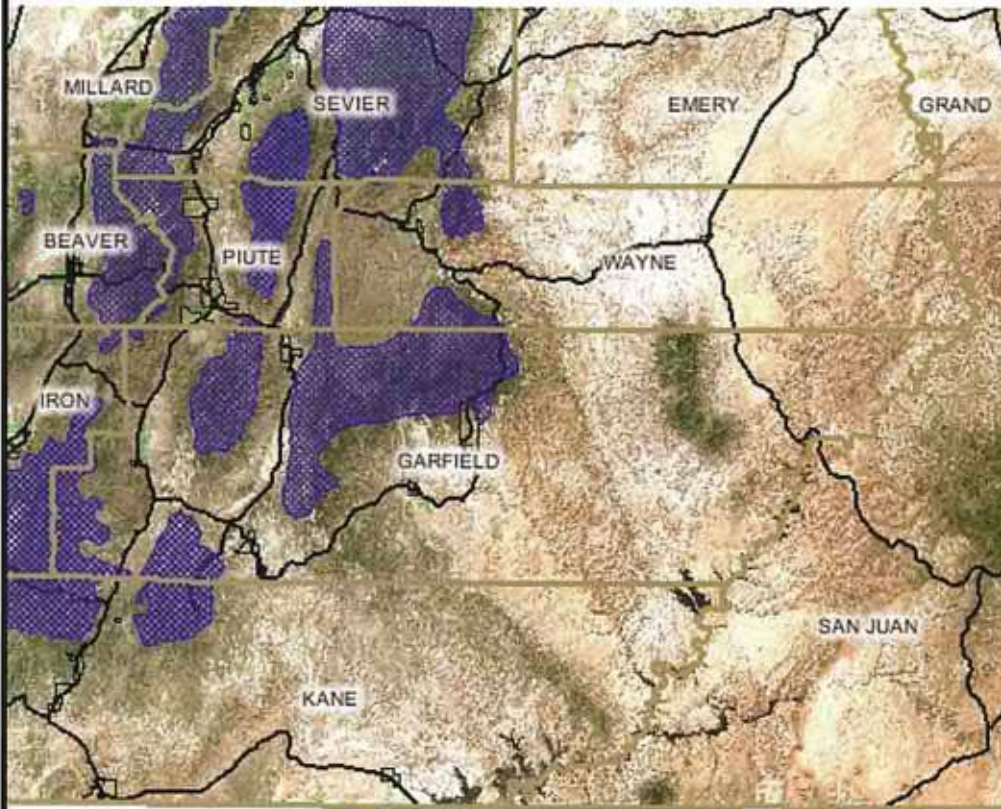 MILLARD
SEVIER
EMERY
GRAND
BEAVER
PIUTE
WAYNE
IRON
GARFIELD
SAN JUAN
KANE